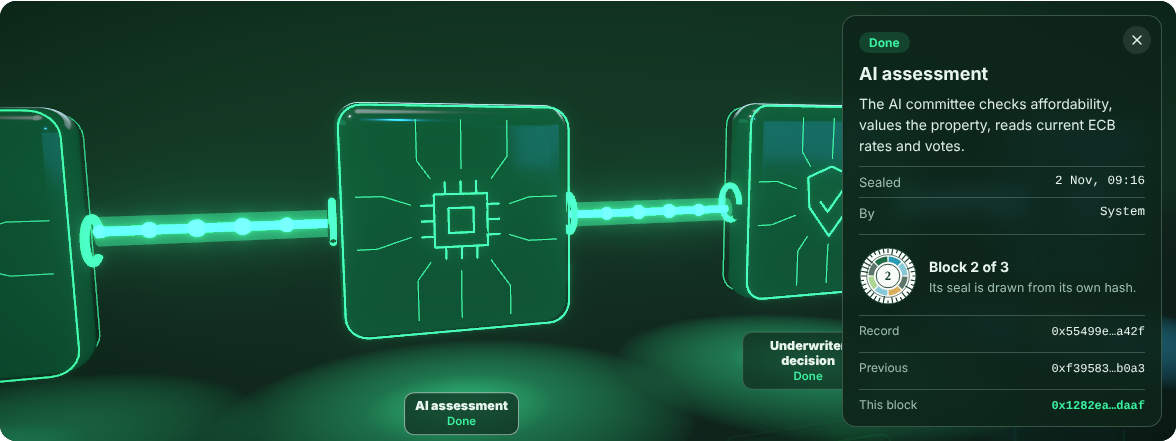 Done
AI assessment
The AI committee checks affordability,
values the property, reads current ECB
rates and votes.
Sealed 2 Nov, 09:16
By System
2
Block 2 of 3
Its seal is drawn from its own hash.
Record 0x55499e…a42f
Previous 0xf39583…b0a3
This block 0x1282ea…daaf
Underwriter
decision
Done
AI assessment
Done